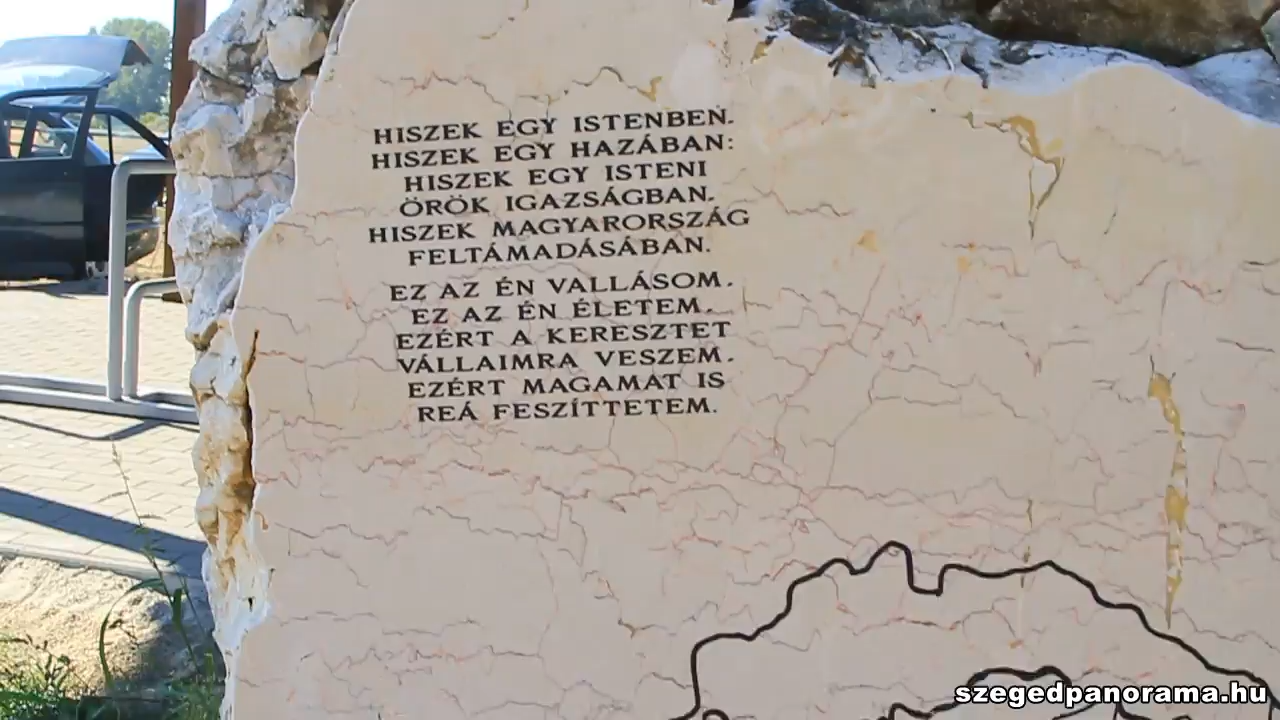 HISZEK EGY ISTENBEN.
HISZEK EGY HAZÁBAN:
HISZEK EGY ISTENI
ÖRÖK IGAZSÁGBAN.
HISZEK MAGYARORSZÁG
FELTÁMADÁSÁBAN.
EZ AZ ÉN VALLÁSOM.
EZ AZ ÉN ÉLETEM.
EZÉRT A KERESZTET
VÁLLAIMRA VESZEM.
EZÉRT MAGAMAT IS
REÁ FESZÍTTETEM.
szegedpanorama.hu